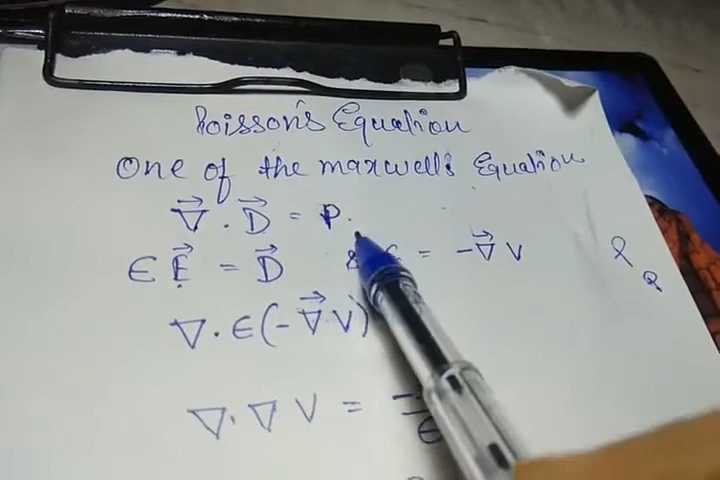 Poisson's Equation
One of the maxwell's Equation
∇⃗ . D⃗ = ρ.
ϵ E⃗ = D⃗ & = -∇⃗ V
∇ . ϵ (-∇⃗ V)
∇ . ∇ V = -